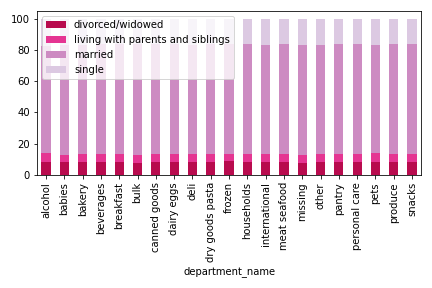 100
80
60
40
20
0
divorced/widowed
living with parents and siblings
married
single
alcohol
babies
bakery
beverages
breakfast
bulk
canned goods
dairy eggs
deli
dry goods pasta
frozen
households
international
meat seafood
missing
other
pantry
personal care
pets
produce
snacks
department_name